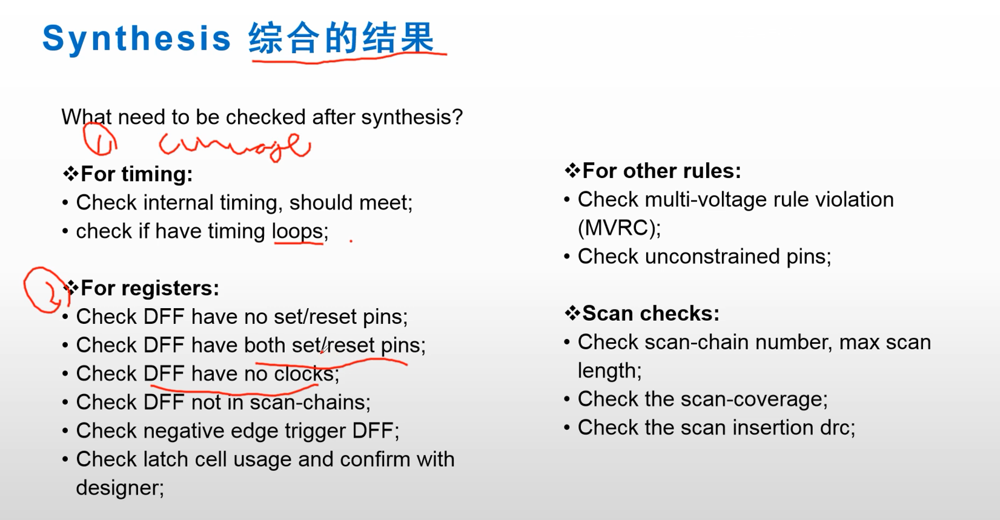 Synthesis 综合的结果
What need to be checked after synthesis?
①
❖For timing:
• Check internal timing, should meet;
• check if have timing loops;
②
❖For registers:
• Check DFF have no set/reset pins;
• Check DFF have both set/reset pins;
• Check DFF have no clocks;
• Check DFF not in scan-chains;
• Check negative edge trigger DFF;
• Check latch cell usage and confirm with
designer;
❖For other rules:
• Check multi-voltage rule violation
(MVRC);
• Check unconstrained pins;
❖Scan checks:
• Check scan-chain number, max scan
length;
• Check the scan-coverage;
• Check the scan insertion drc;